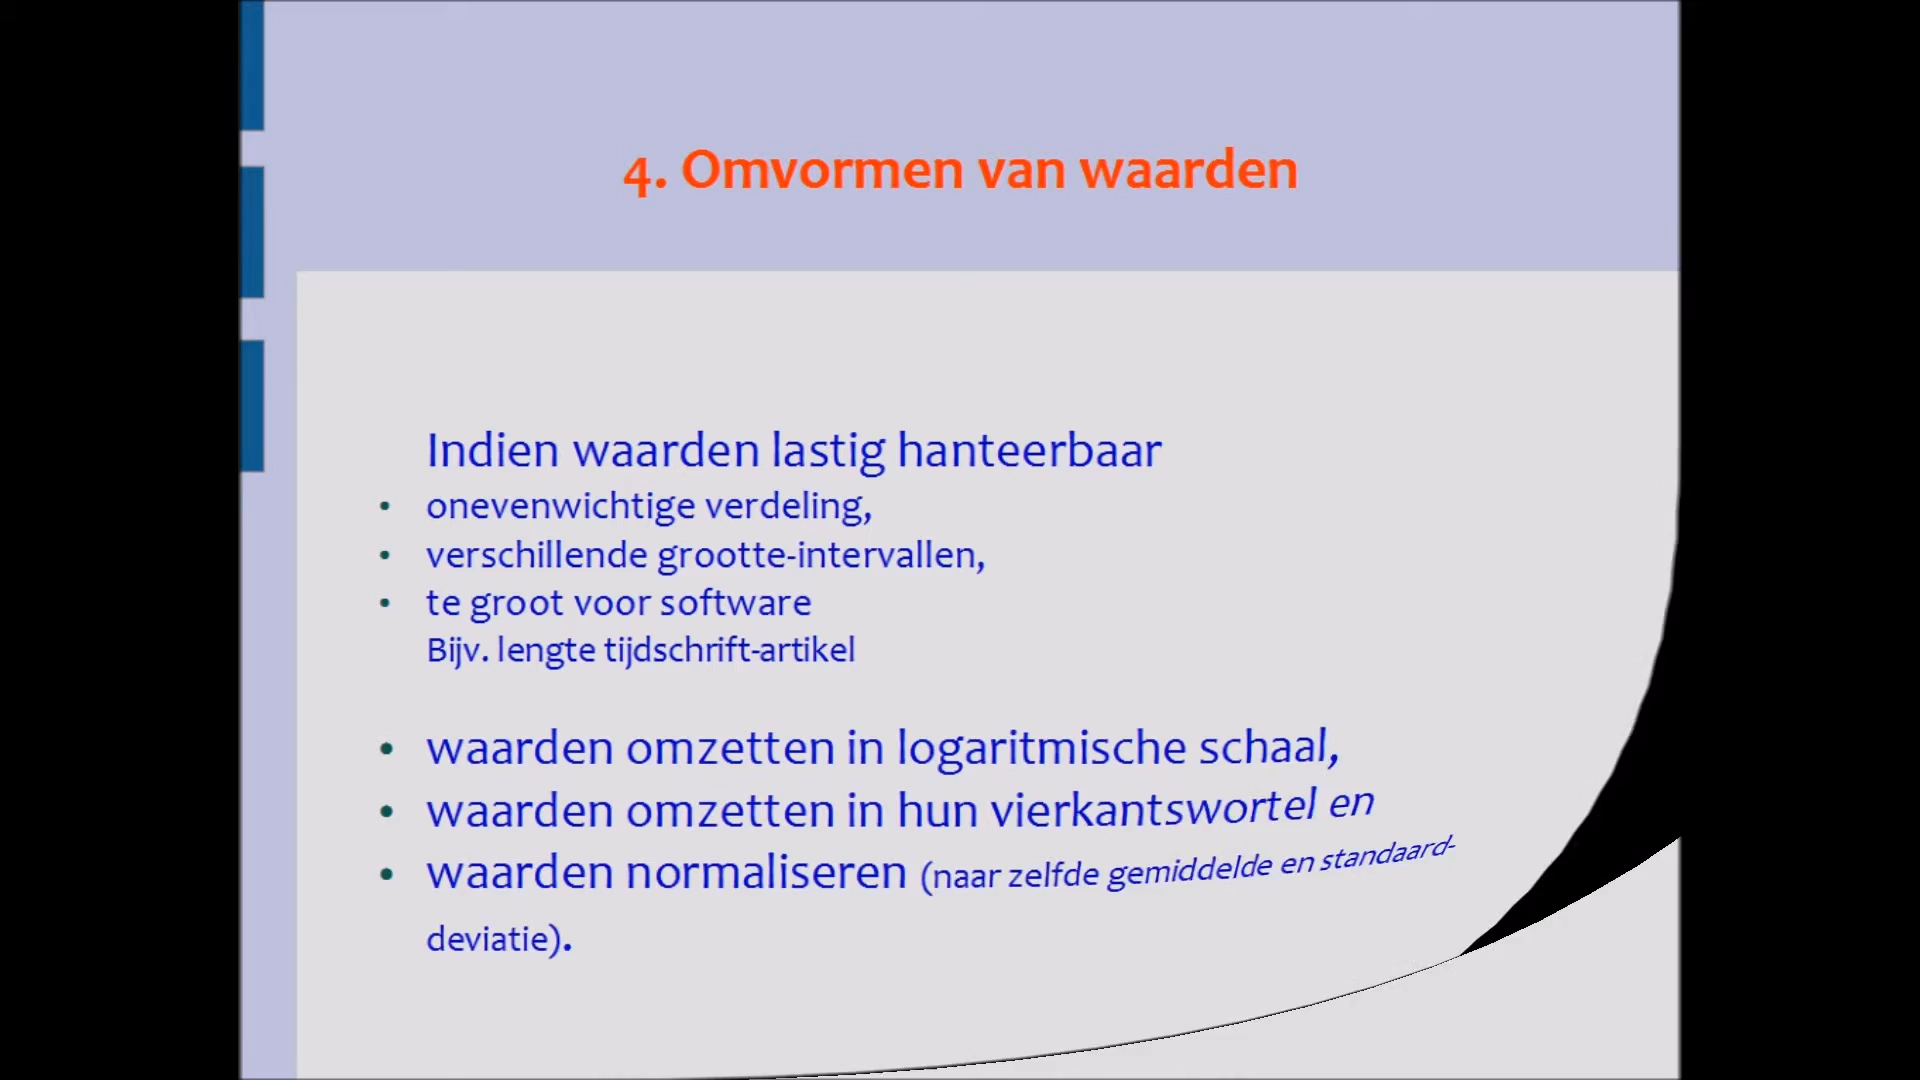 4. Omvormen van waarden
Indien waarden lastig hanteerbaar
• onevenwichtige verdeling,
• verschillende grootte-intervallen,
• te groot voor software
Bijv. lengte tijdschrift-artikel
• waarden omzetten in logaritmische schaal,
• waarden omzetten in hun vierkantswortel en
• waarden normaliseren (naar zelfde gemiddelde en standaard-
deviatie).